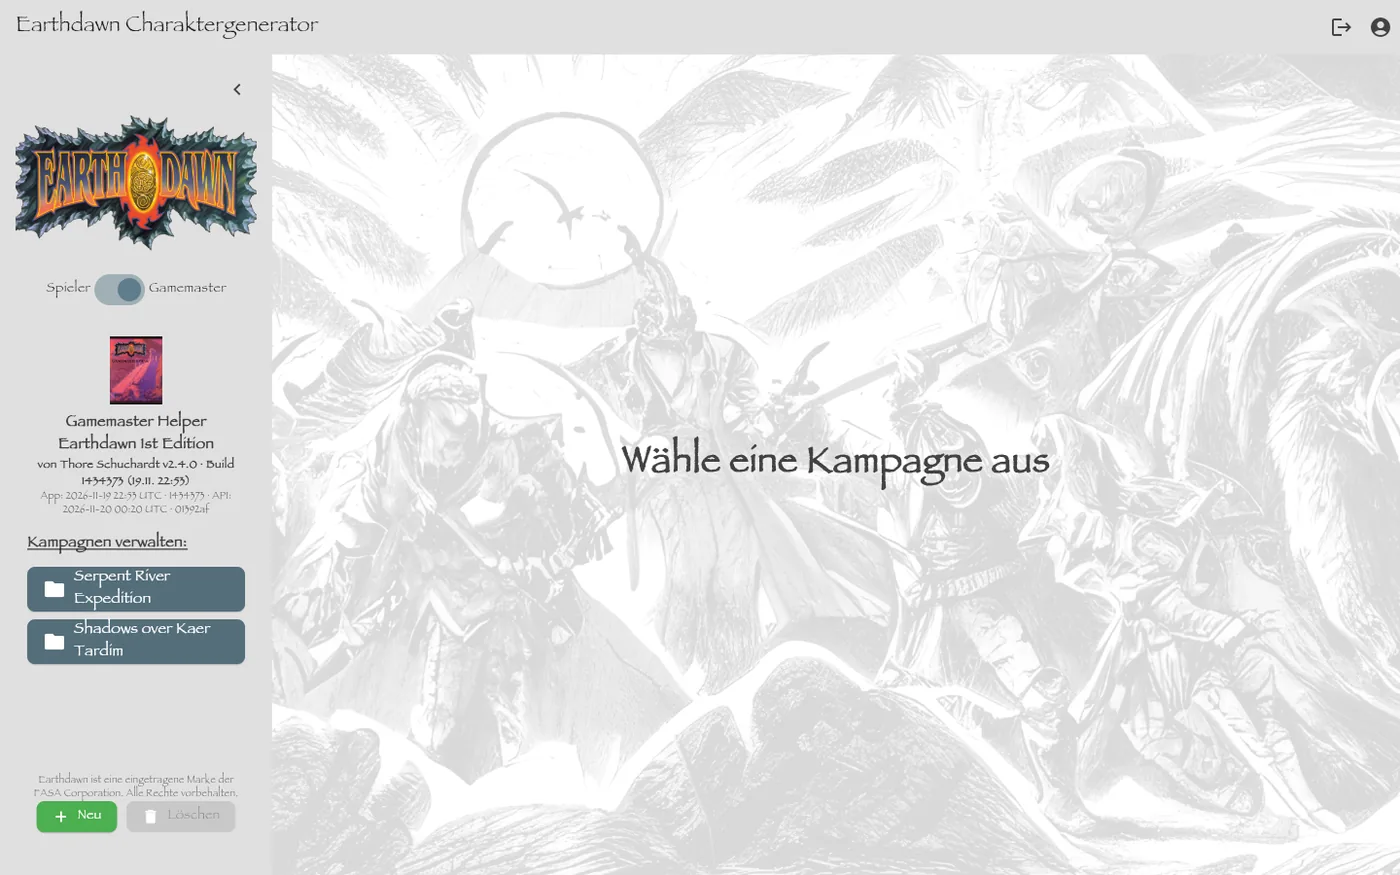 Earthdawn Charaktergenerator
EARTHDAWN
Spieler Gamemaster
EARTHDAWN
Gamemaster Helper
Earthdawn 1st Edition
von Thore Schuchardt v2.4.0 · Build
1434373 (19.11. 22:53)
App: 2026-11-19 22:53 UTC · 1434373 · API:
2026-11-20 00:20 UTC · 01392af
Kampagnen verwalten:
Serpent River
Expedition
Shadows over Kaer
Tardim
Wähle eine Kampagne aus
Earthdawn ist eine eingetragene Marke der
FASA Corporation. Alle Rechte vorbehalten.
Neu Löschen